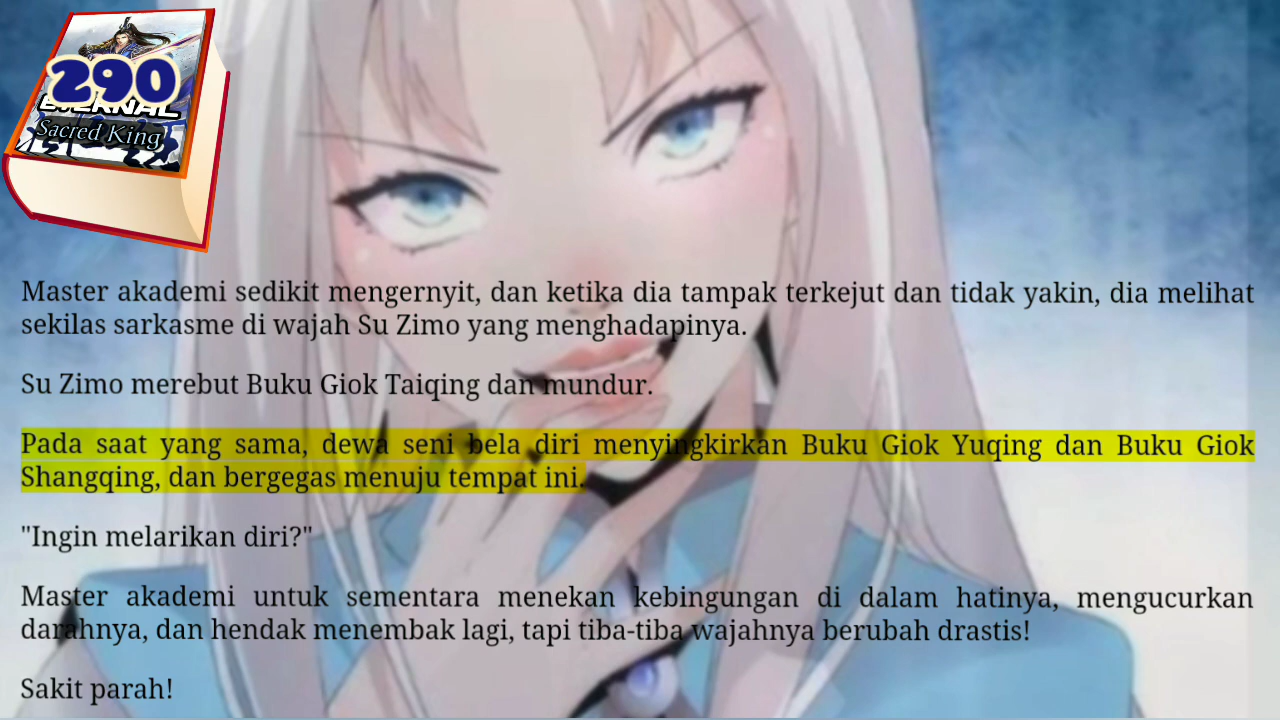 290
ETERNAL
Sacred King
Master akademi sedikit mengernyit, dan ketika dia tampak terkejut dan tidak yakin, dia melihat
sekilas sarkasme di wajah Su Zimo yang menghadapinya.
Su Zimo merebut Buku Giok Taiqing dan mundur.
Pada saat yang sama, dewa seni bela diri menyingkirkan Buku Giok Yuqing dan Buku Giok
Shangqing, dan bergegas menuju tempat ini.
"Ingin melarikan diri?"
Master akademi untuk sementara menekan kebingungan di dalam hatinya, mengucurkan
darahnya, dan hendak menembak lagi, tapi tiba-tiba wajahnya berubah drastis!
Sakit parah!